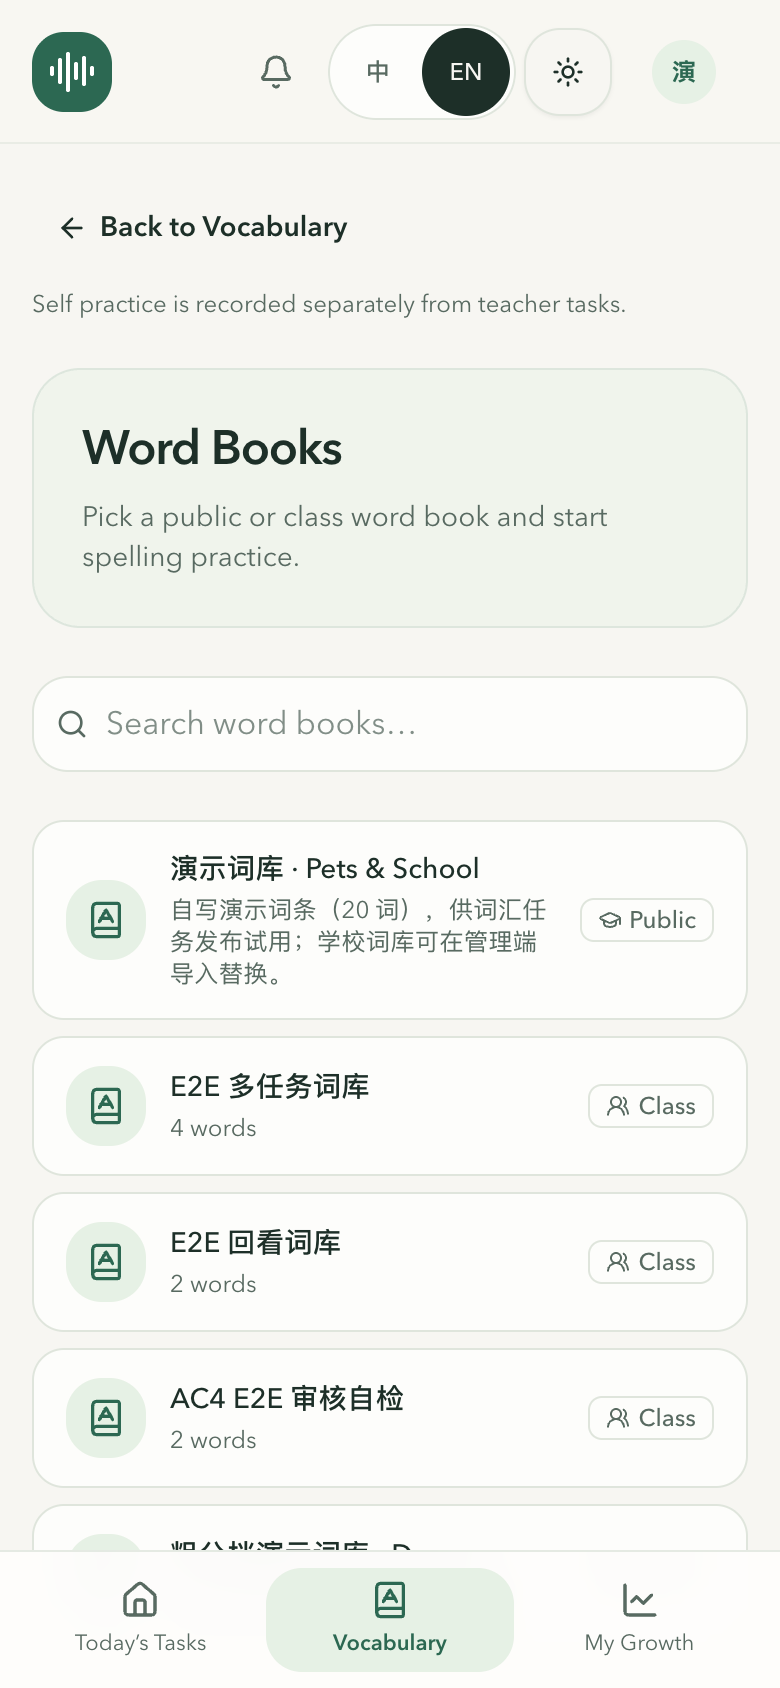 中 EN 演
Back to Vocabulary
Self practice is recorded separately from teacher tasks.
Word Books
Pick a public or class word book and start
spelling practice.
Search word books…
演示词库 · Pets & School
自写演示词条（20 词），供词汇任
务发布试用；学校词库可在管理端
导入替换。
Public
E2E 多任务词库
4 words
Class
E2E 回看词库
2 words
Class
AC4 E2E 审核自检
2 words
Class
Today's Tasks
Vocabulary
My Growth